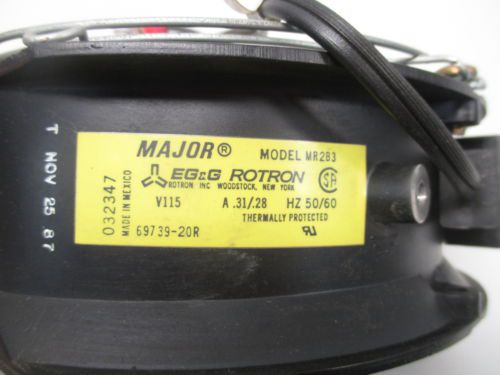 MAJOR® MODEL MR2B3
EG&G ROTRON
ROTRON INC WOODSTOCK, NEW YORK
V115 A .31/.28 HZ 50/60
THERMALLY PROTECTED
69739-20R
MADE IN MEXICO
032347
T NOV 25 87